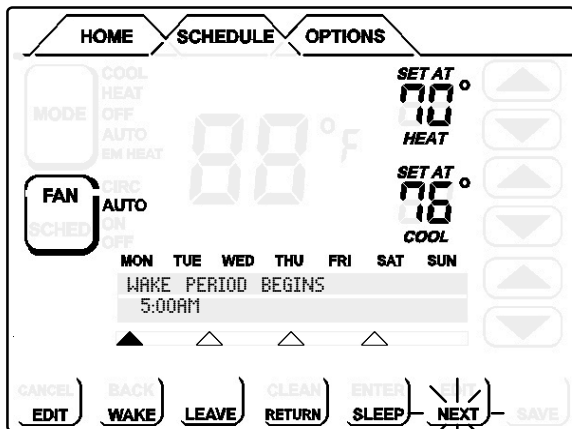 HOME SCHEDULE OPTIONS
COOL
HEAT
MODE OFF
AUTO
EM HEAT
88°F
SET AT
70°
HEAT
SET AT
76°
COOL
FAN CIRC
AUTO
SCHED ON
OFF
MON TUE WED THU FRI SAT SUN
WAKE PERIOD BEGINS
5:00AM
CANCEL BACK CLEAN ENTER EDIT
EDIT WAKE LEAVE RETURN SLEEP NEXT SAVE